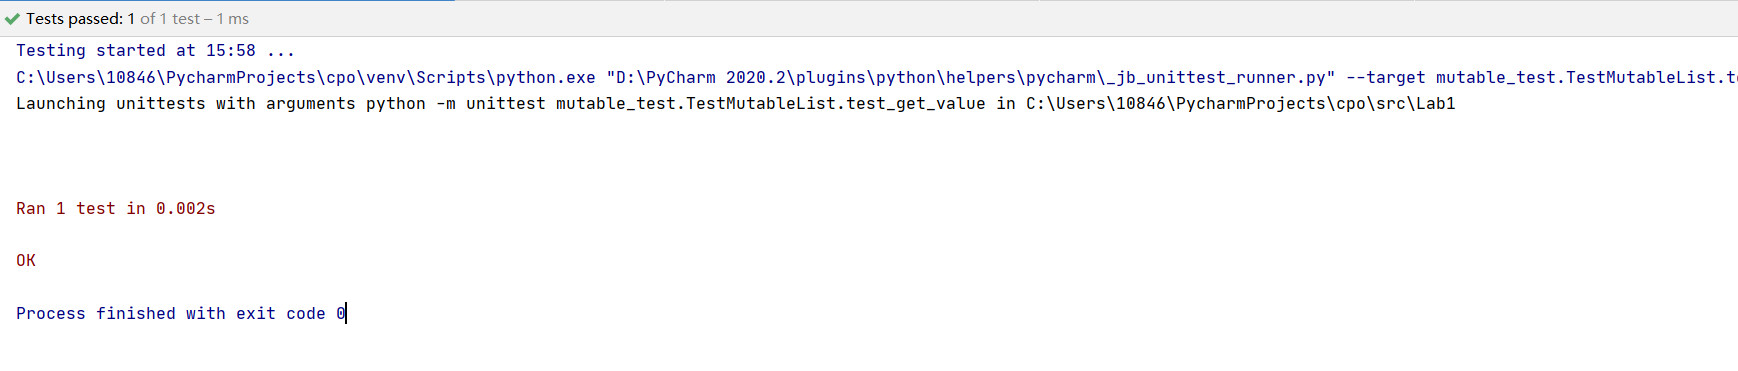 Tests passed: 1 of 1 test – 1 ms
Testing started at 15:58 ...
C:\Users\10846\PycharmProjects\cpo\venv\Scripts\python.exe "D:\PyCharm 2020.2\plugins\python\helpers\pycharm\_jb_unittest_runner.py" --target mutable_test.TestMutableList.te
Launching unittests with arguments python -m unittest mutable_test.TestMutableList.test_get_value in C:\Users\10846\PycharmProjects\cpo\src\Lab1
Ran 1 test in 0.002s
OK
Process finished with exit code 0